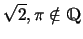 √2, π ∉ ℚ